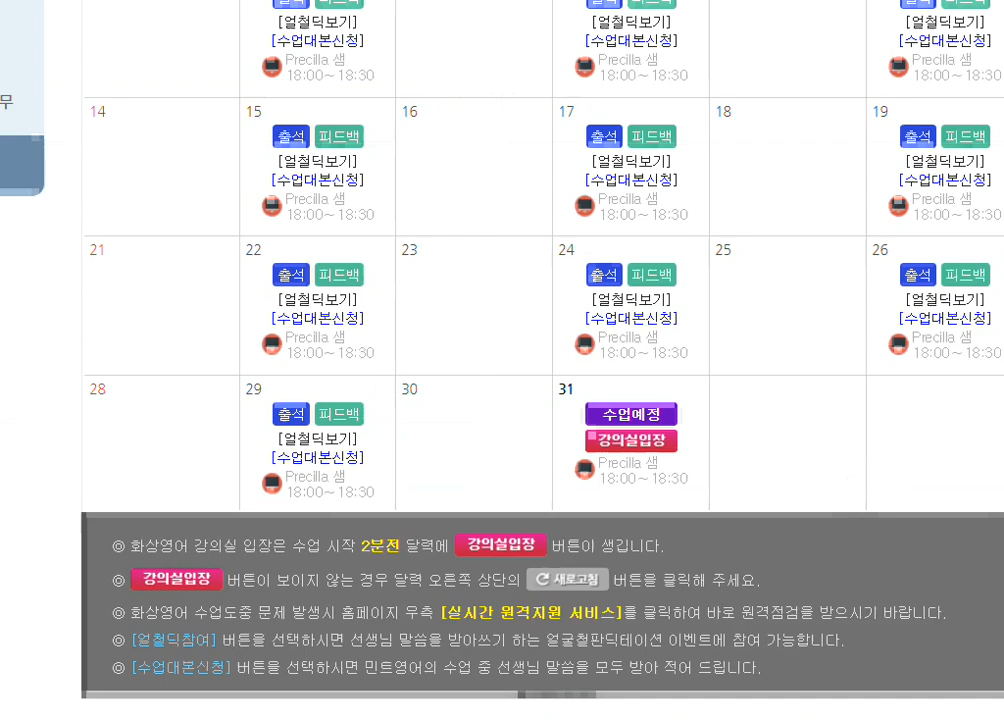 출석 피드백 출석 피드백 출석 피드백
[얼철딕보기] [얼철딕보기] [얼철딕보기]
[수업대본신청] [수업대본신청] [수업대본신청]
Precilla 샘 Precilla 샘 Precilla 샘
18:00~ 18:30 18:00~ 18:30 18:00~ 18:30
무
14 15 16 17 18 19
출석 피드백 출석 피드백 출석 피드백
[얼철딕보기] [얼철딕보기] [얼철딕보기]
[수업대본신청] [수업대본신청] [수업대본신청]
Precilla 샘 Precilla 샘 Precilla 샘
18:00~ 18:30 18:00~ 18:30 18:00~ 18:30
21 22 23 24 25 26
출석 피드백 출석 피드백 출석 피드백
[얼철딕보기] [얼철딕보기] [얼철딕보기]
[수업대본신청] [수업대본신청] [수업대본신청]
Precilla 샘 Precilla 샘 Precilla 샘
18:00~ 18:30 18:00~ 18:30 18:00~ 18:30
28 29 30 31
출석 피드백 수업예정
[얼철딕보기] 강의실입장
[수업대본신청]
Precilla 샘 Precilla 샘
18:00~ 18:30 18:00~ 18:30
◎ 화상영어 강의실 입장은 수업 시작 2분전 달력에 강의실입장 버튼이 생깁니다.
◎ 강의실입장 버튼이 보이지 않는 경우 달력 오른쪽 상단의 새로고침 버튼을 클릭해 주세요.
◎ 화상영어 수업도중 문제 발생시 홈페이지 우측 [실시간 원격지원 서비스]를 클릭하여 바로 원격점검을 받으시기 바랍니다.
◎ [얼철딕참여] 버튼을 선택하시면 선생님 말씀을 받아쓰기 하는 얼굴철판딕테이션 이벤트에 참여 가능합니다.
◎ [수업대본신청] 버튼을 선택하시면 민트영어의 수업 중 선생님 말씀을 모두 받아 적어 드립니다.